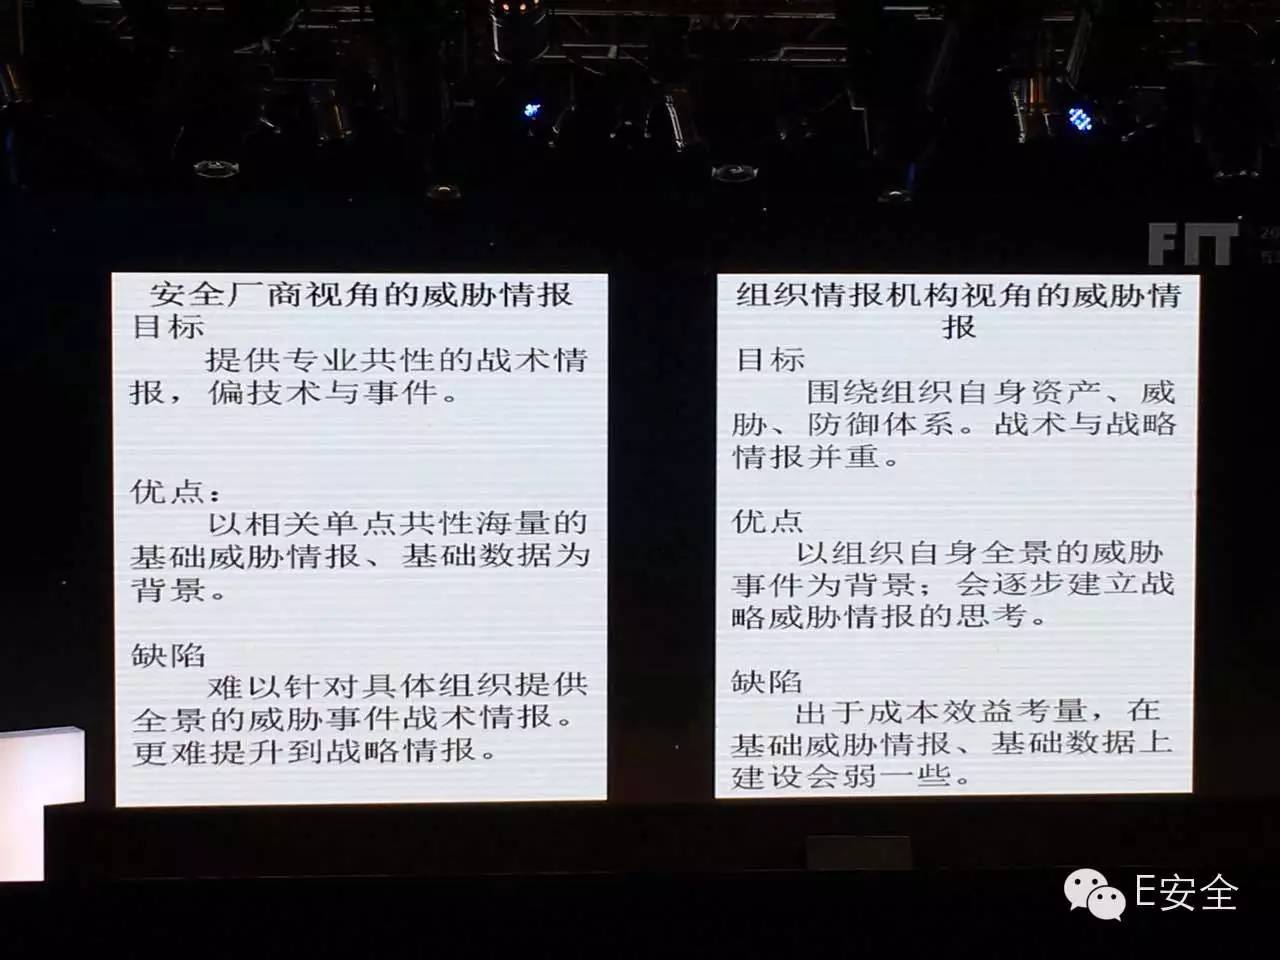 FIT
安全厂商视角的威胁情报
目标
提供专业共性的战术情
报，偏技术与事件。
优点：
以相关单点共性海量的
基础威胁情报、基础数据为
背景。
缺陷
难以针对具体组织提供
全景的威胁事件战术情报。
更难提升到战略情报。
组织情报机构视角的威胁情
报
目标
围绕组织自身资产、威
胁、防御体系。战术与战略
情报并重。
优点
以组织自身全景的威胁
事件为背景；会逐步建立战
略威胁情报的思考。
缺陷
出于成本效益考量，在
基础威胁情报、基础数据上
建设会弱一些。
E安全